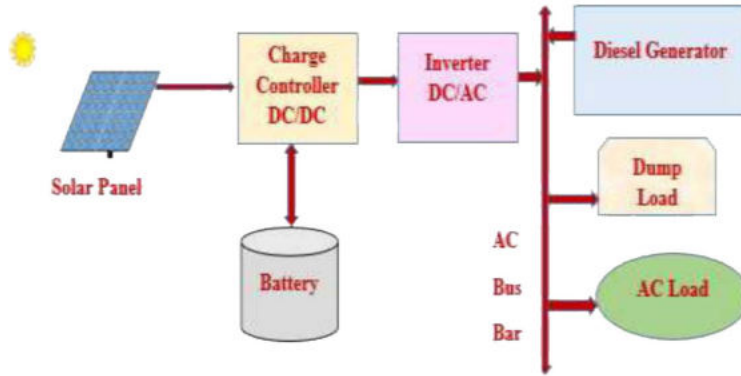 Solar Panel
Charge
Controller
DC/DC
Battery
Inverter
DC/AC
AC
Bus
Bar
Diesel Generator
Dump
Load
AC Load